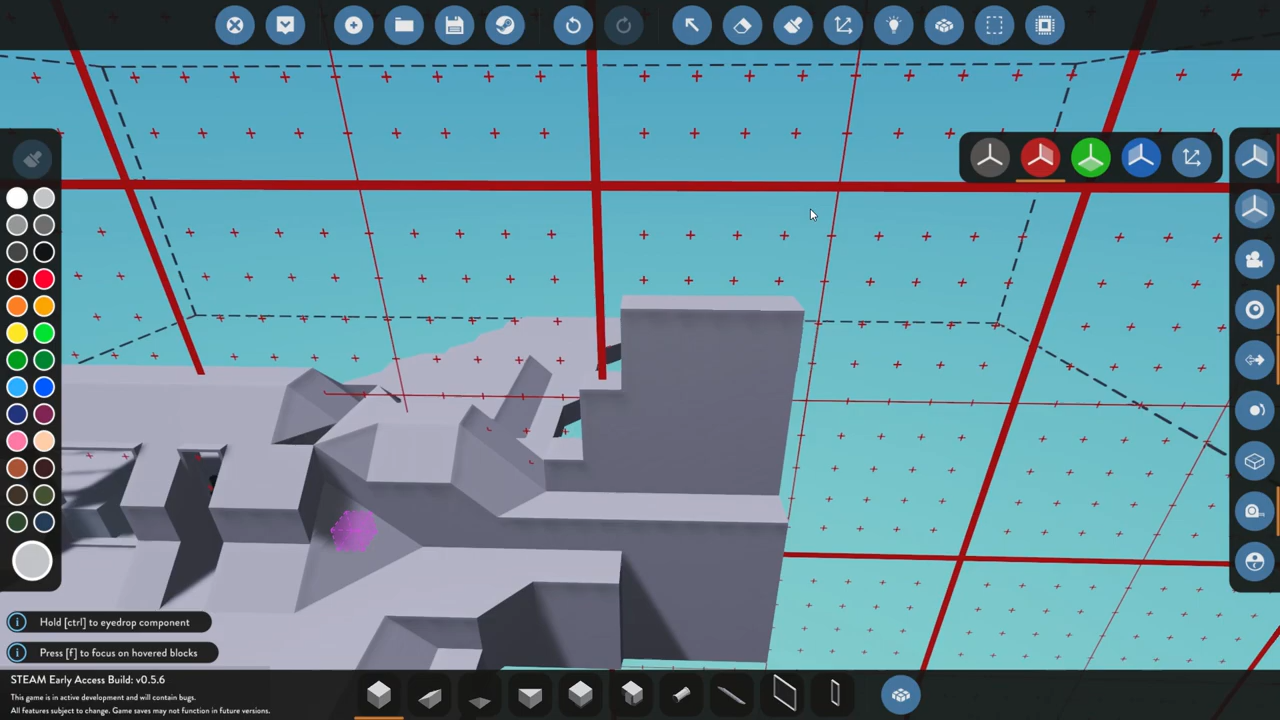 Hold [ctrl] to eyedrop component
Press [f] to focus on hovered blocks
STEAM Early Access Build: v0.5.6
This game is in active development and will contain bugs.
All features subject to change. Game saves may not function in future versions.